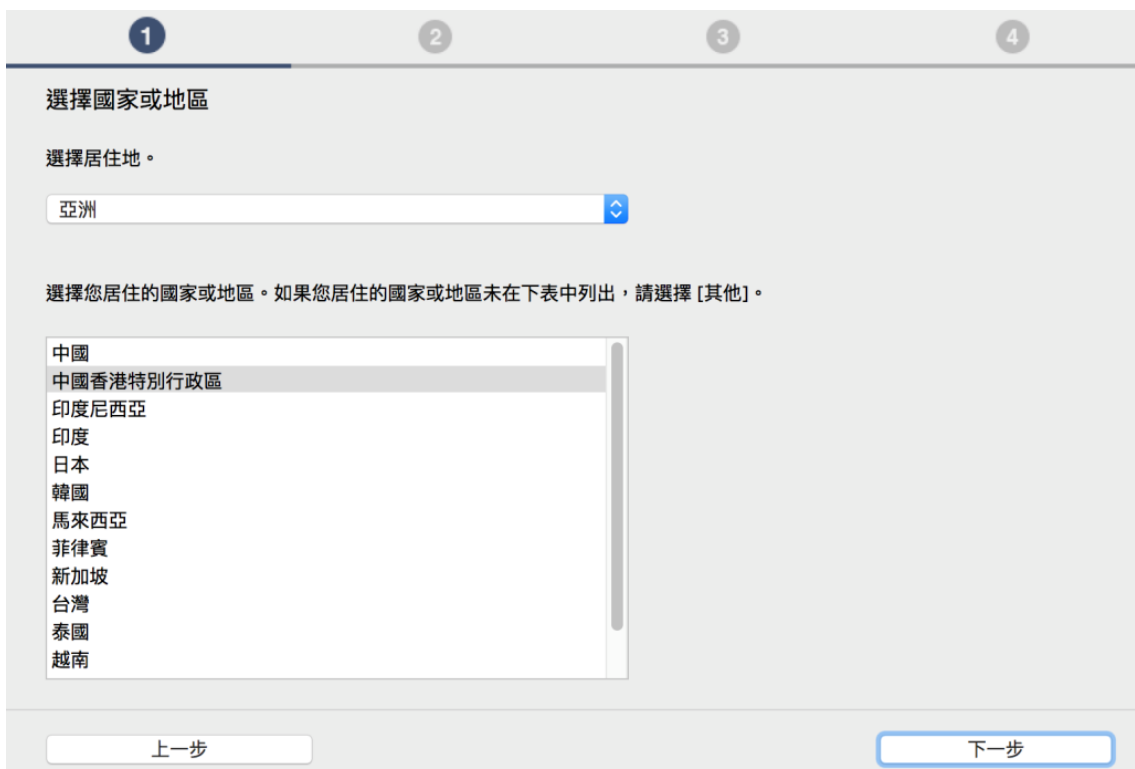 1 2 3 4
選擇國家或地區
選擇居住地。
亞洲
選擇您居住的國家或地區。如果您居住的國家或地區未在下表中列出，請選擇 [其他]。
中國
中國香港特別行政區
印度尼西亞
印度
日本
韓國
馬來西亞
菲律賓
新加坡
台灣
泰國
越南
上一步 下一步